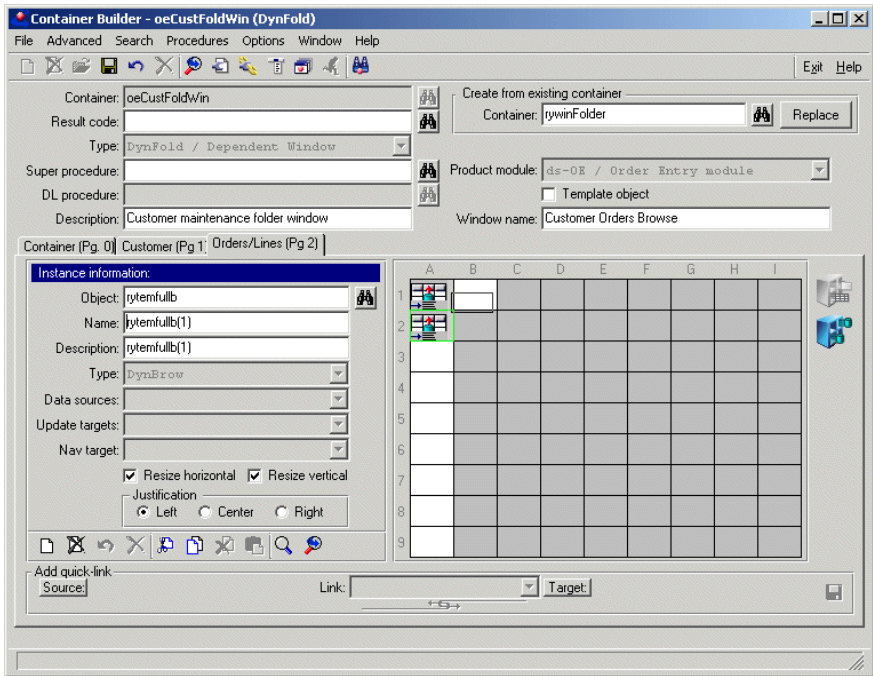 Container Builder - oeCustFoldWin (DynFold)
File Advanced Search Procedures Options Window Help
Exit Help
Container: oeCustFoldWin
Create from existing container
Container: rywinFolder Replace
Result code:
Type: DynFold / Dependent Window
Super procedure:
Product module: ds-OE / Order Entry module
DL procedure:
Template object
Description: Customer maintenance folder window
Window name: Customer Orders Browse
Container (Pg. 0) Customer (Pg 1) Orders/Lines (Pg 2)
Instance information:
A B C D E F G H I
Object: rytemfullb
Name: rytemfullb(1)
Description: rytemfullb(1)
Type: DynBrow
Data sources:
Update targets:
Nav target:
Resize horizontal Resize vertical
Justification
Left Center Right
1
2
3
4
5
6
7
8
9
Add quick-link
Source: Link: Target: